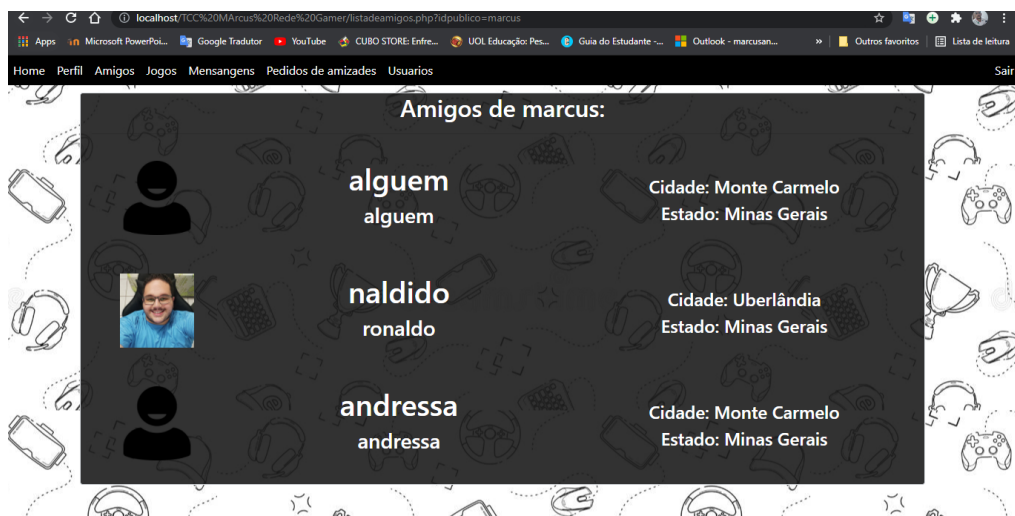 localhost/TCC%20MArcus%20Rede%20Gamer/listadeamigos.php?idpublico=marcus
Apps Microsoft PowerPoi... Google Tradutor YouTube CUBO STORE: Enfre... UOL Educação: Pes... Guia do Estudante -... Outlook - marcusan... » Outros favoritos Lista de leitura
Home Perfil Amigos Jogos Mensangens Pedidos de amizades Usuarios Sair
Amigos de marcus:
alguem
alguem
Cidade: Monte Carmelo
Estado: Minas Gerais
naldido
ronaldo
Cidade: Uberlândia
Estado: Minas Gerais
andressa
andressa
Cidade: Monte Carmelo
Estado: Minas Gerais